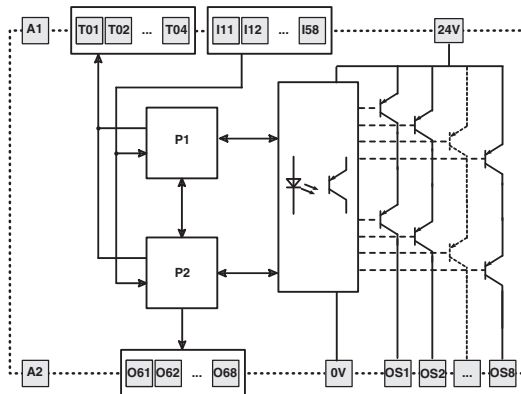 A1 T01 T02 ... T04 I11 I12 ... I58 24V
P1
P2
A2 O61 O62 ... O68 0V OS1 OS2 ... OS8